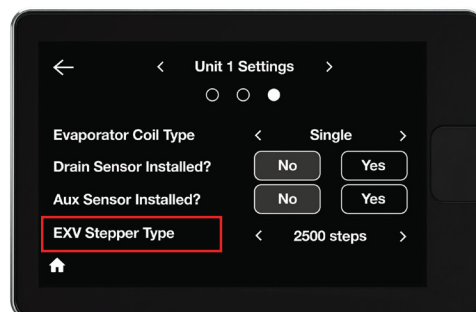 Unit 1 Settings
Evaporator Coil Type Single
Drain Sensor Installed? No Yes
Aux Sensor Installed? No Yes
EXV Stepper Type 2500 steps